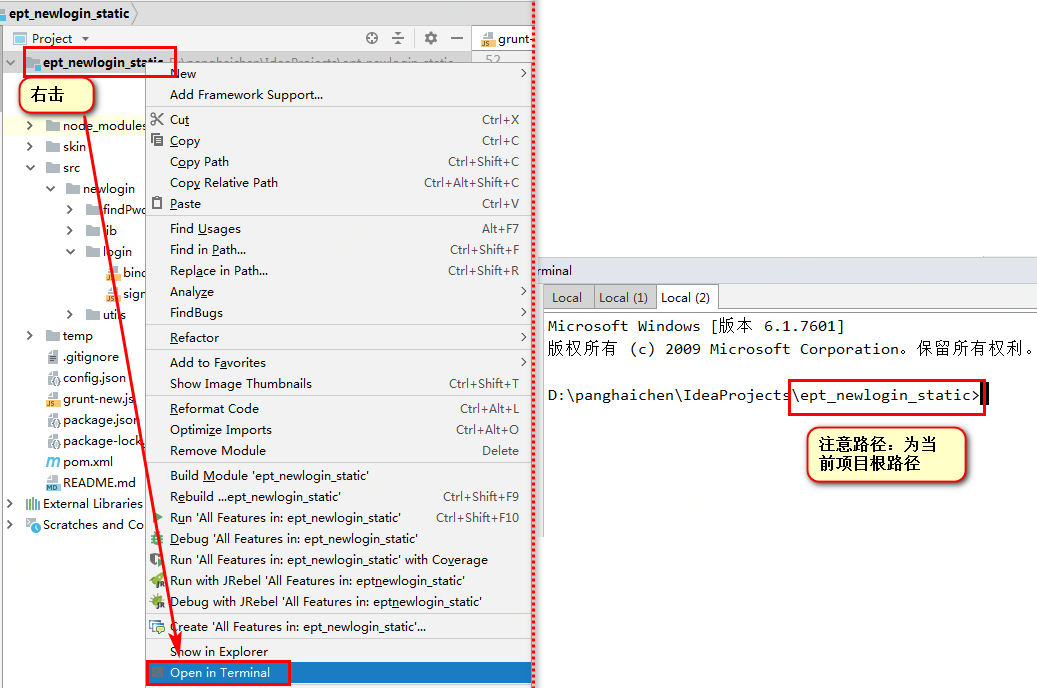 ept_newlogin_static
Project
grunt-
ept_newlogin_static
52
右击
node_modules
skin
src
newlogin
findPwd
lib
login
bind
sign
utils
temp
.gitignore
config.json
grunt-new.js
package.json
package-lock.
pom.xml
README.md
External Libraries
Scratches and Co
New
Add Framework Support...
Cut Ctrl+X
Copy Ctrl+C
Copy Path Ctrl+Shift+C
Copy Relative Path Ctrl+Alt+Shift+C
Paste Ctrl+V
Find Usages Alt+F7
Find in Path... Ctrl+Shift+F
Replace in Path... Ctrl+Shift+R
Analyze
FindBugs
Refactor
Add to Favorites
Show Image Thumbnails Ctrl+Shift+T
Reformat Code Ctrl+Alt+L
Optimize Imports Ctrl+Alt+O
Remove Module Delete
Build Module 'ept_newlogin_static'
Rebuild ...ept_newlogin_static' Ctrl+Shift+F9
Run 'All Features in: ept_newlogin_static' Ctrl+Shift+F10
Debug 'All Features in: ept_newlogin_static'
Run 'All Features in: ept_newlogin_static' with Coverage
Run with JRebel 'All Features in: eptnewlogin_static'
Debug with JRebel 'All Features in: eptnewlogin_static'
Create 'All Features in: ept_newlogin_static'...
Show in Explorer
Open in Terminal
rminal
Local Local (1) Local (2)
Microsoft Windows [版本 6.1.7601]
版权所有 (c) 2009 Microsoft Corporation。保留所有权利。
D:\panghaichen\IdeaProjects\ept_newlogin_static>
注意路径：为当
前项目根路径